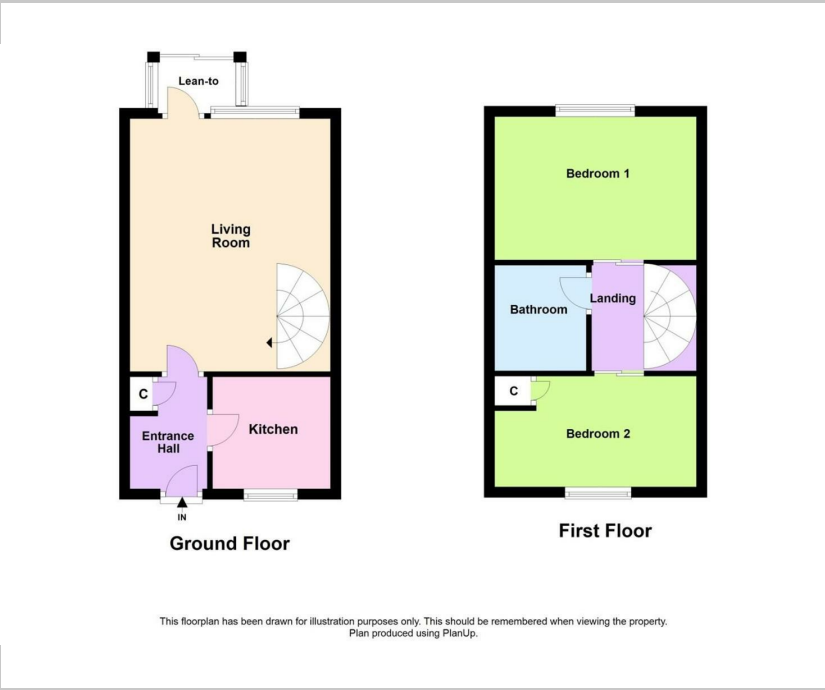 Lean-to
Living
Room
C
Entrance
Hall
Kitchen
IN
Ground Floor
Bedroom 1
Bathroom
Landing
C
Bedroom 2
First Floor
This floorplan has been drawn for illustration purposes only. This should be remembered when viewing the property.
Plan produced using PlanUp.